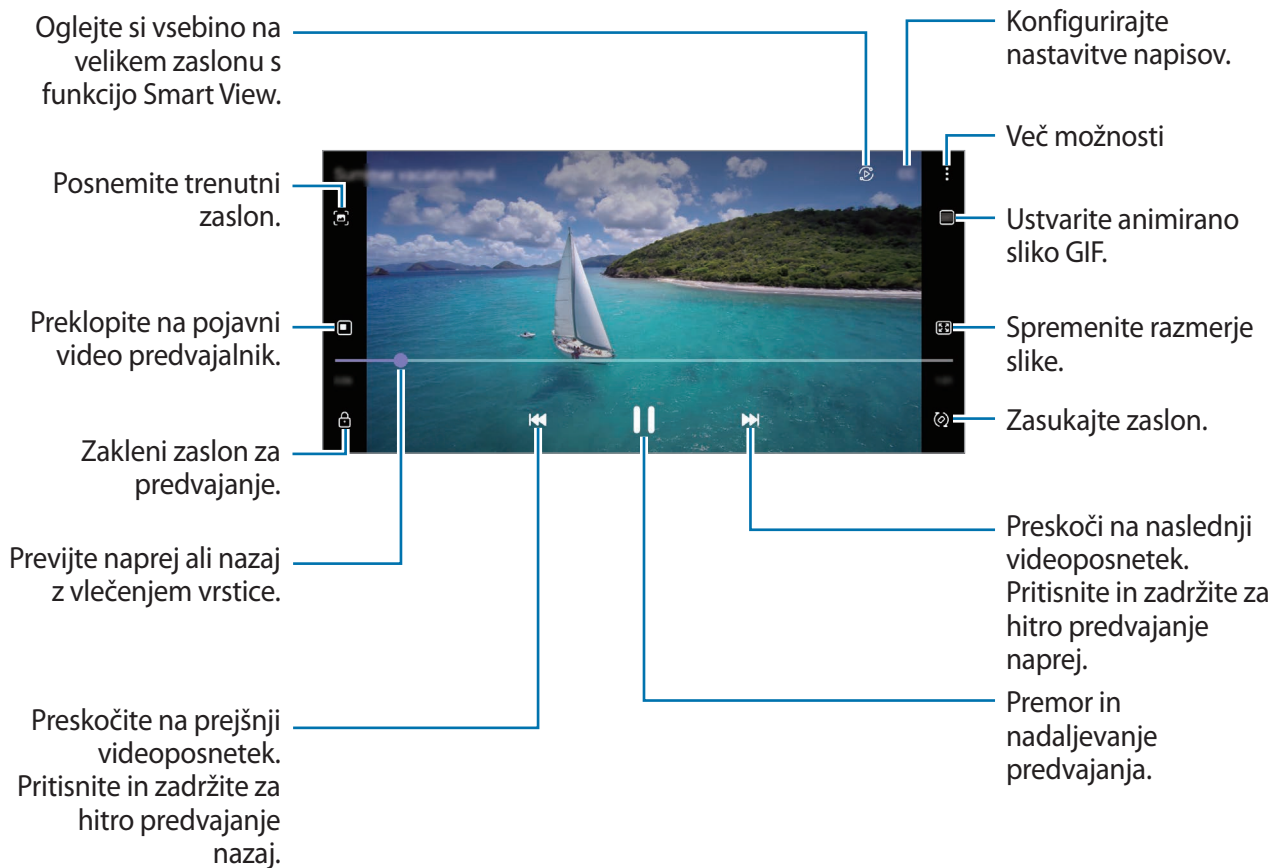 Oglejte si vsebino na
velikem zaslonu s
funkcijo Smart View.
Posnemite trenutni
zaslon.
Preklopite na pojavni
video predvajalnik.
Zakleni zaslon za
predvajanje.
Previjte naprej ali nazaj
z vlečenjem vrstice.
Preskočite na prejšnji
videoposnetek.
Pritisnite in zadržite za
hitro predvajanje
nazaj.
Konfigurirajte
nastavitve napisov.
Več možnosti
Ustvarite animirano
sliko GIF.
Spremenite razmerje
slike.
Zasukajte zaslon.
Preskoči na naslednji
videoposnetek.
Pritisnite in zadržite za
hitro predvajanje
naprej.
Premor in
nadaljevanje
predvajanja.